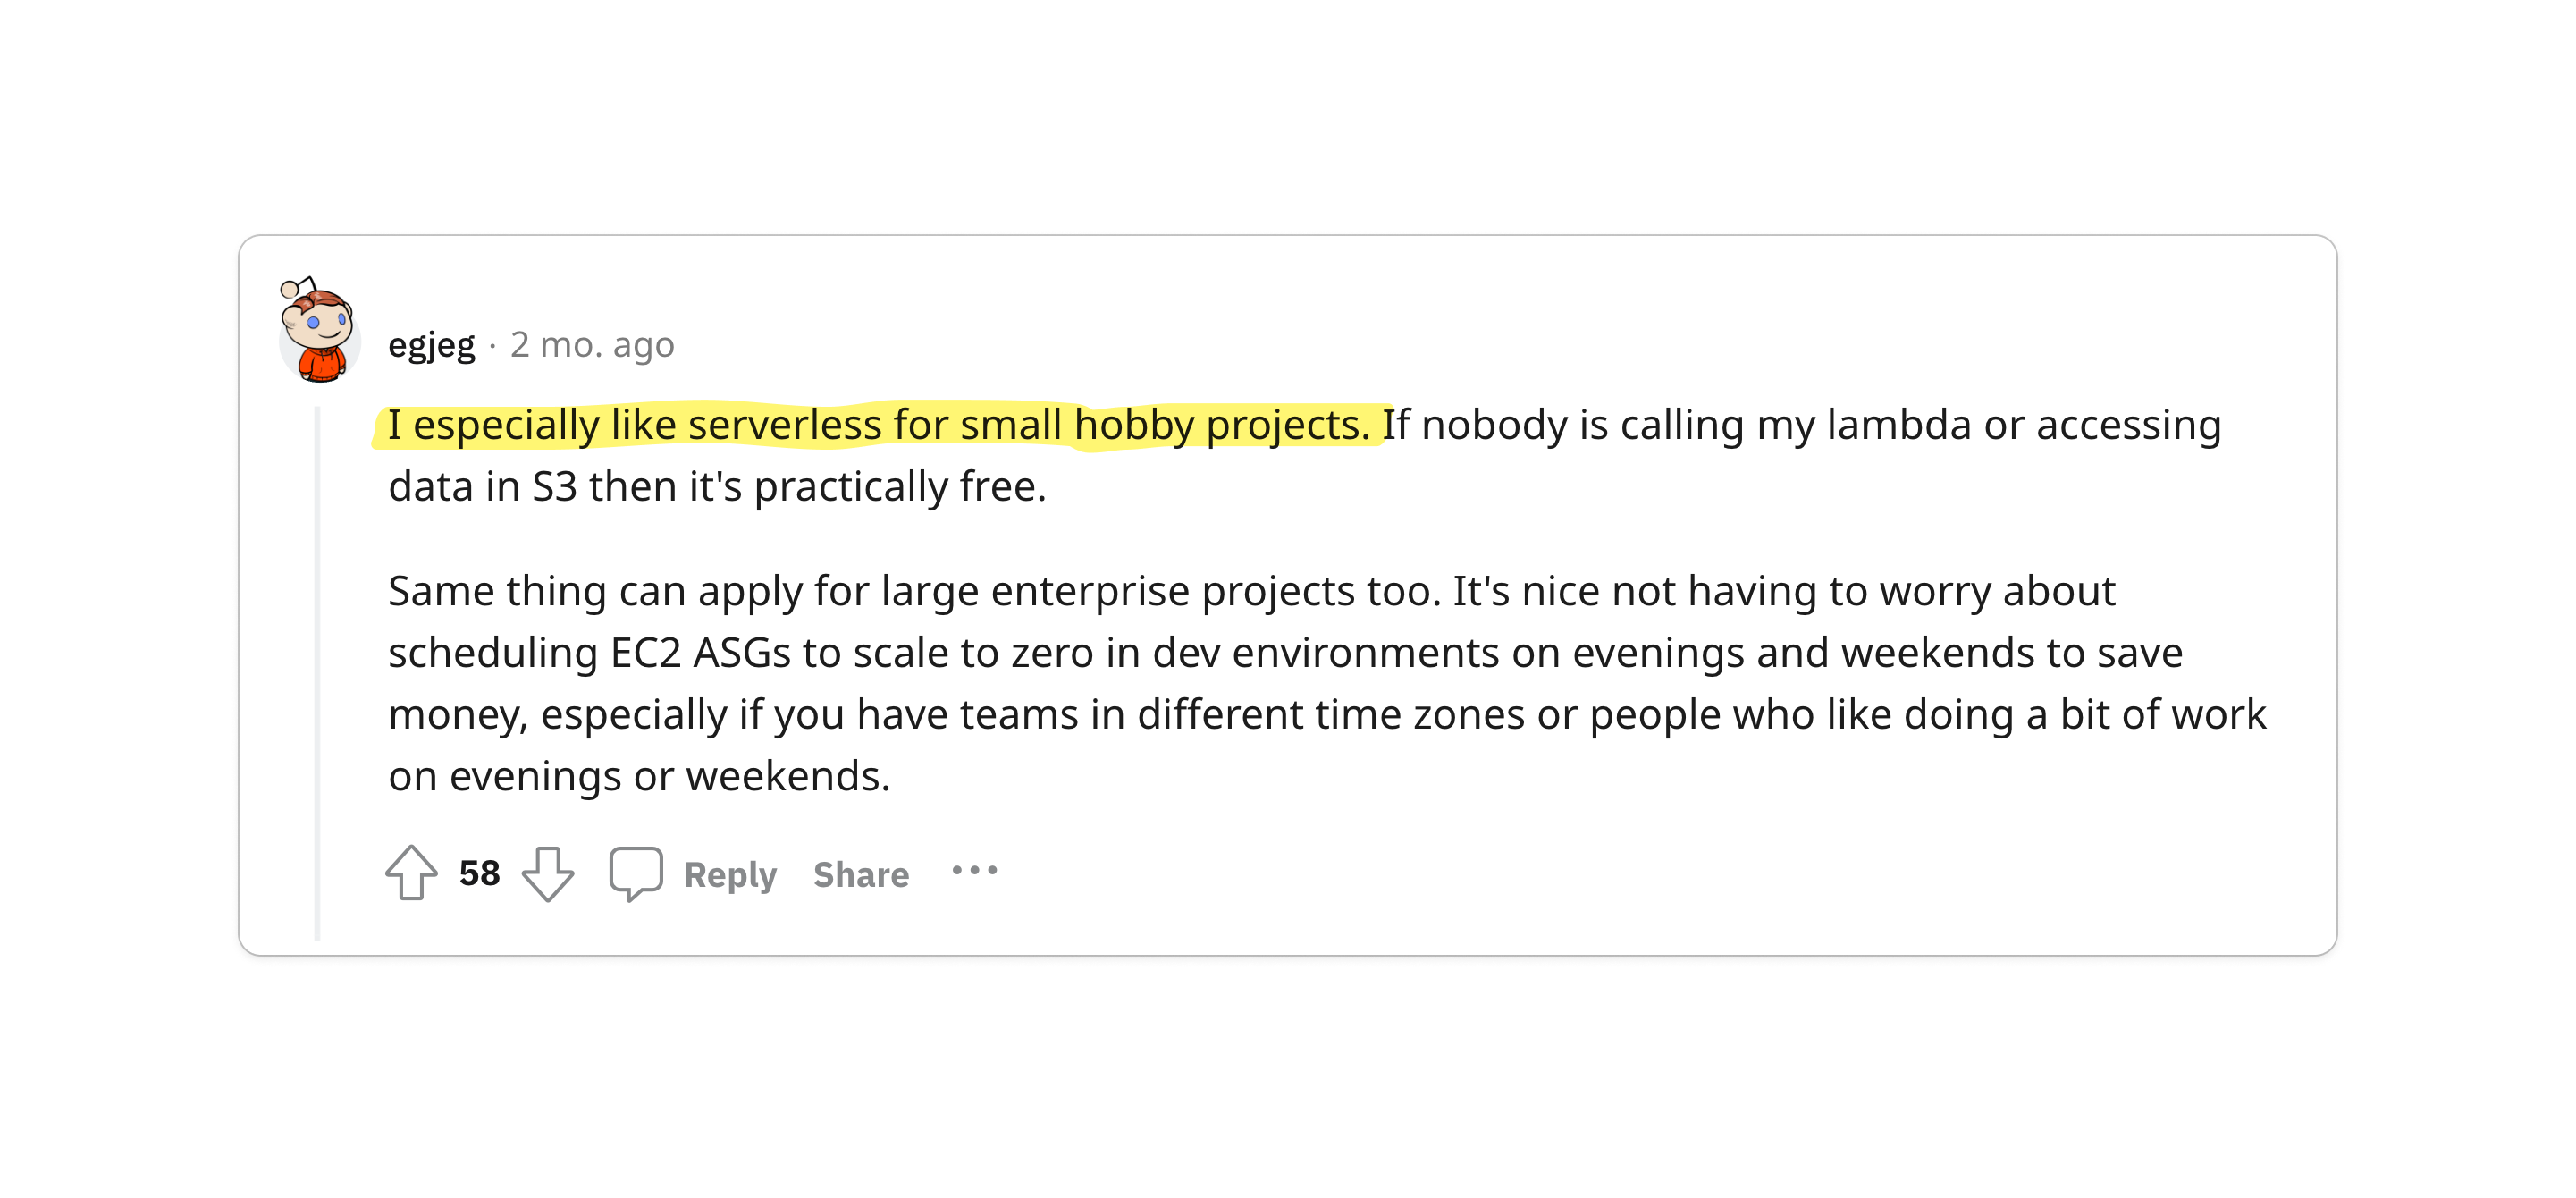 egjeg · 2 mo. ago
I especially like serverless for small hobby projects. If nobody is calling my lambda or accessing
data in S3 then it's practically free.
Same thing can apply for large enterprise projects too. It's nice not having to worry about
scheduling EC2 ASGs to scale to zero in dev environments on evenings and weekends to save
money, especially if you have teams in different time zones or people who like doing a bit of work
on evenings or weekends.
58 Reply Share ···